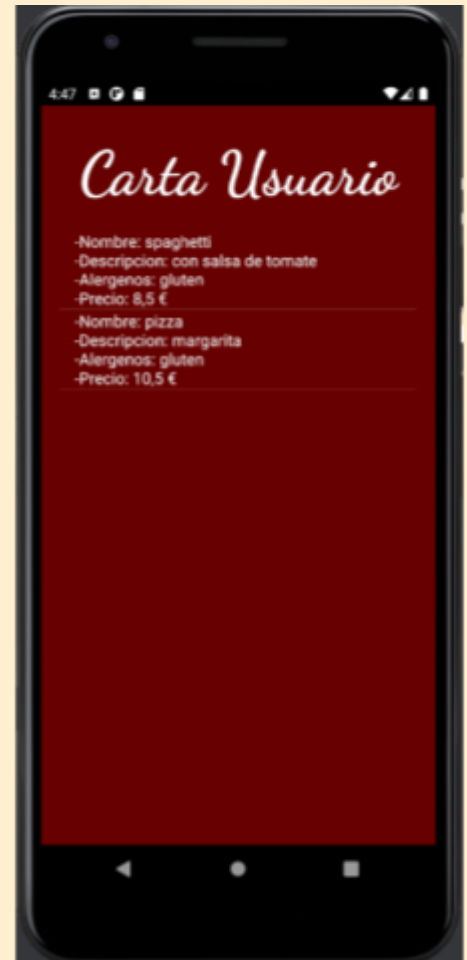 4:47
Carta Usuario
-Nombre: spaghetti
-Descripcion: con salsa de tomate
-Alergenos: gluten
-Precio: 8,5 €
-Nombre: pizza
-Descripcion: margarita
-Alergenos: gluten
-Precio: 10,5 €